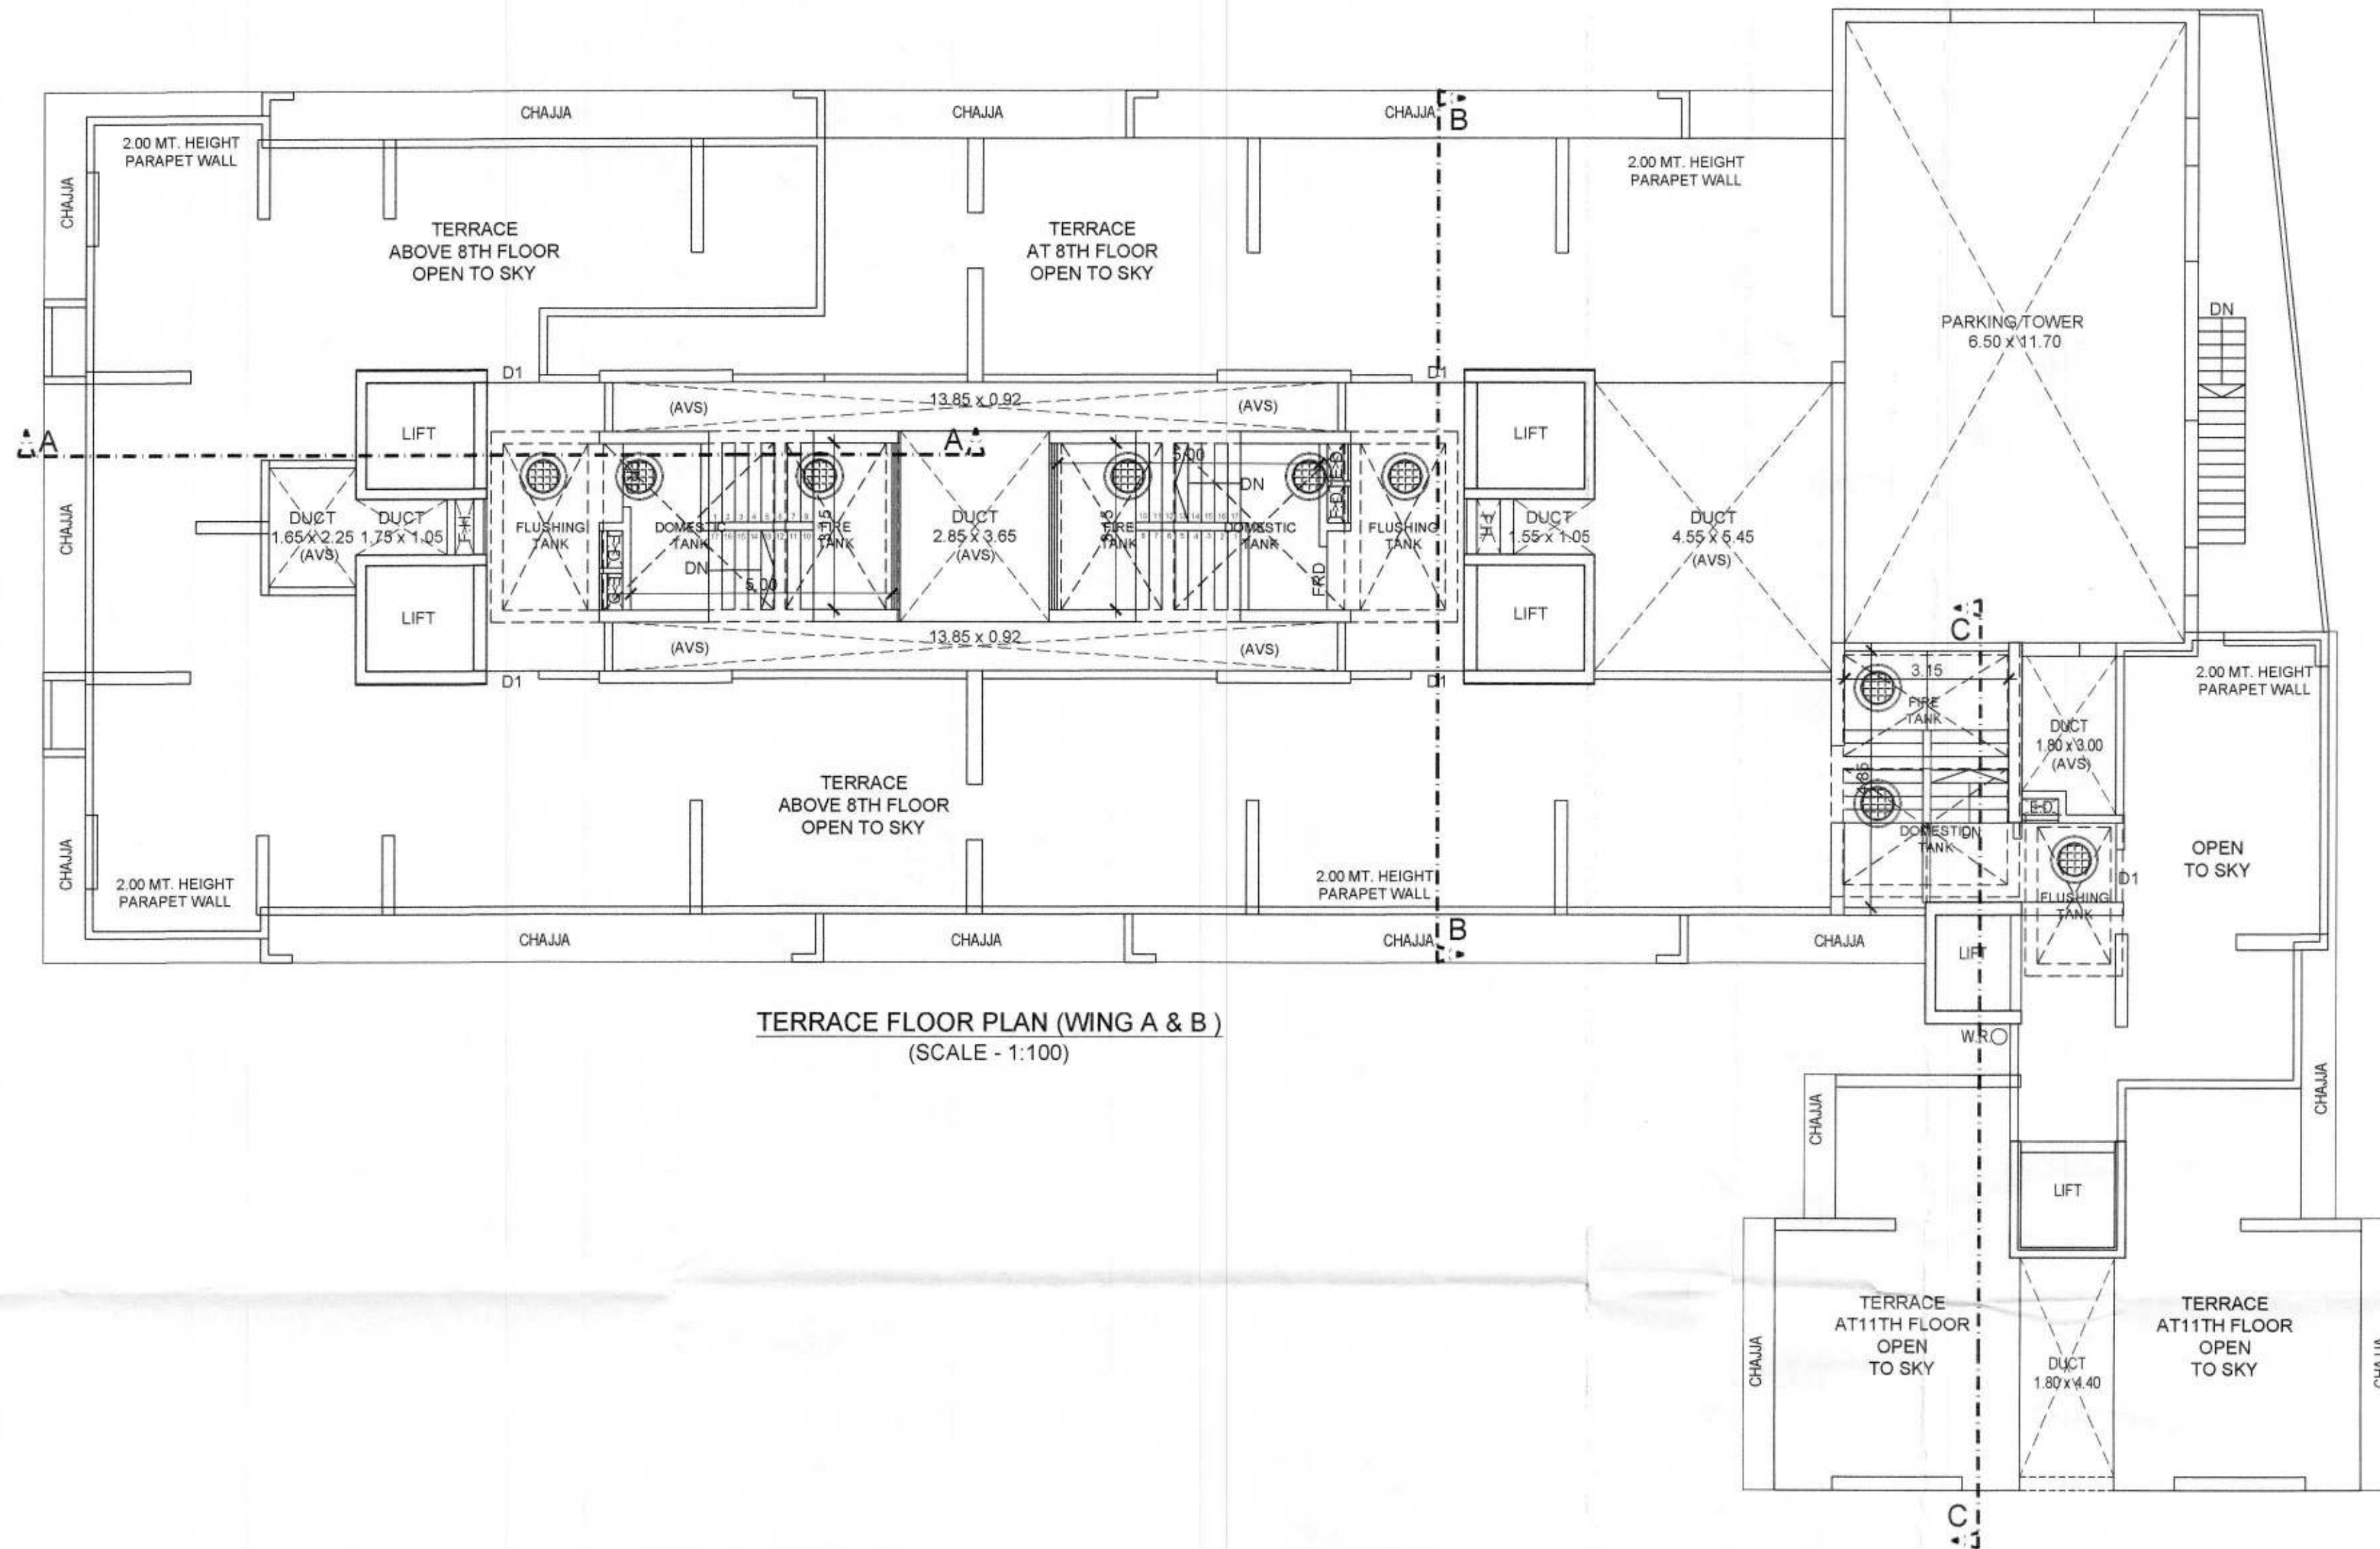 CHAJJA
CHAJJA
CHAJJA
B
2.00 MT. HEIGHT
PARAPET WALL
2.00 MT. HEIGHT
PARAPET WALL
CHAJJA
TERRACE
ABOVE 8TH FLOOR
OPEN TO SKY
TERRACE
AT 8TH FLOOR
OPEN TO SKY
PARKING TOWER
6.50 x 11.70
DN
D1
D1
(AVS)
13.85 x 0.92
(AVS)
A
A
LIFT
LIFT
5.00
DN
CHAJJA
DUCT
1.65 x 2.25
(AVS)
DUCT
1.75 x 1.05
FLUSHING
TANK
DOMESTIC
TANK
FIRE
TANK
3.15
DUCT
2.85 x 3.65
(AVS)
FIRE
TANK
3.15
DOMESTIC
TANK
FLUSHING
TANK
DUCT
1.55 x 1.05
DUCT
4.55 x 5.45
(AVS)
DN
5.00
FRD
LIFT
LIFT
(AVS)
13.85 x 0.92
(AVS)
D1
D1
C
3.15
FIRE
TANK
2.00 MT. HEIGHT
PARAPET WALL
DUCT
1.80 x 3.00
(AVS)
4.85
E.D.
DOMESTIC
TANK
DN
OPEN
TO SKY
D1
FLUSHING
TANK
TERRACE
ABOVE 8TH FLOOR
OPEN TO SKY
CHAJJA
2.00 MT. HEIGHT
PARAPET WALL
2.00 MT. HEIGHT
PARAPET WALL
CHAJJA
CHAJJA
CHAJJA
B
CHAJJA
LIFT
W.R.
TERRACE FLOOR PLAN (WING A & B )
(SCALE - 1:100)
CHAJJA
CHAJJA
LIFT
TERRACE
AT11TH FLOOR
OPEN
TO SKY
TERRACE
AT11TH FLOOR
OPEN
TO SKY
CHAJJA
DUCT
1.80 x 4.40
C